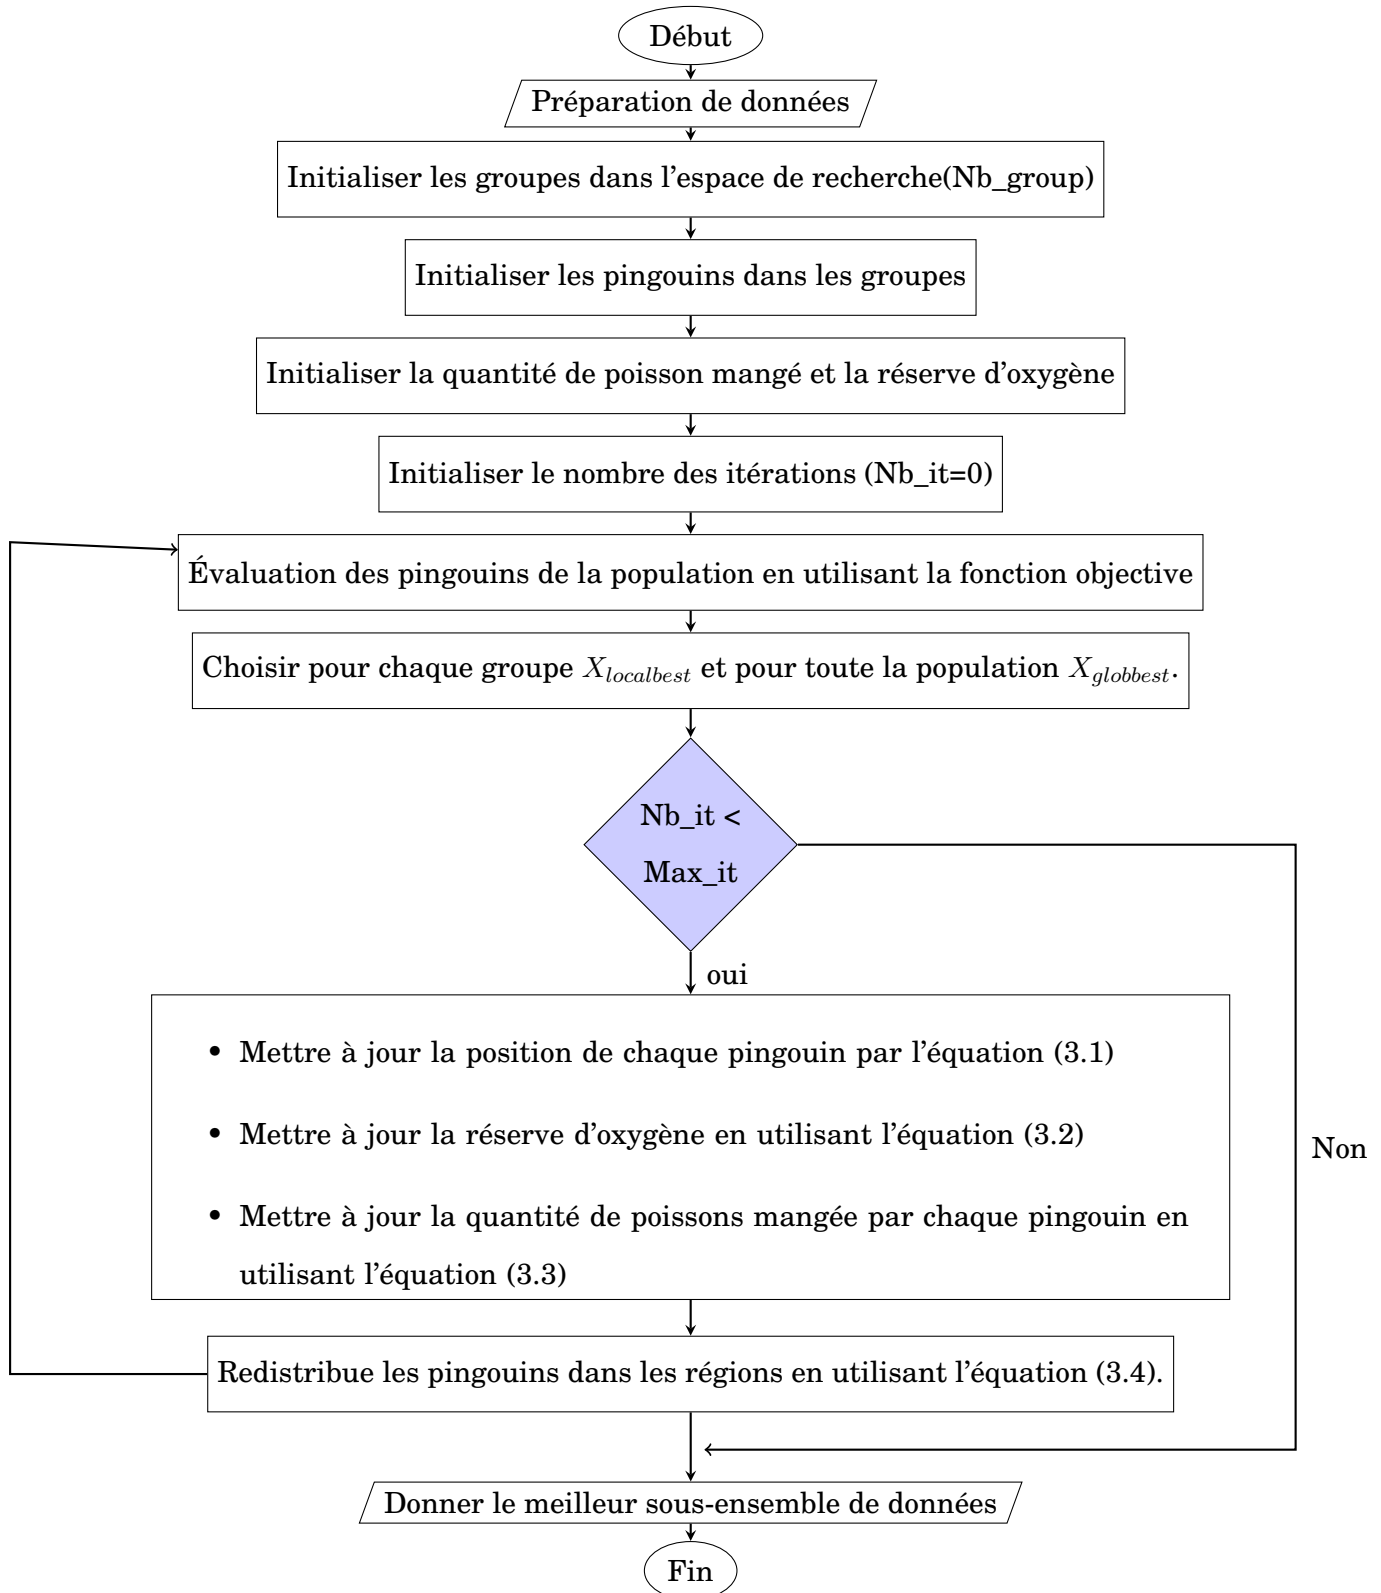 Début
Préparation de données
Initialiser les groupes dans l'espace de recherche(Nb_group)
Initialiser les pingouins dans les groupes
Initialiser la quantité de poisson mangé et la réserve d'oxygène
Initialiser le nombre des itérations (Nb_it=0)
Évaluation des pingouins de la population en utilisant la fonction objective
Choisir pour chaque groupe X_{localbest} et pour toute la population X_{globbest}.
Nb_it <
Max_it
oui
• Mettre à jour la position de chaque pingouin par l'équation (3.1)
• Mettre à jour la réserve d'oxygène en utilisant l'équation (3.2)
Non
• Mettre à jour la quantité de poissons mangée par chaque pingouin en
utilisant l'équation (3.3)
Redistribue les pingouins dans les régions en utilisant l'équation (3.4).
Donner le meilleur sous-ensemble de données
Fin